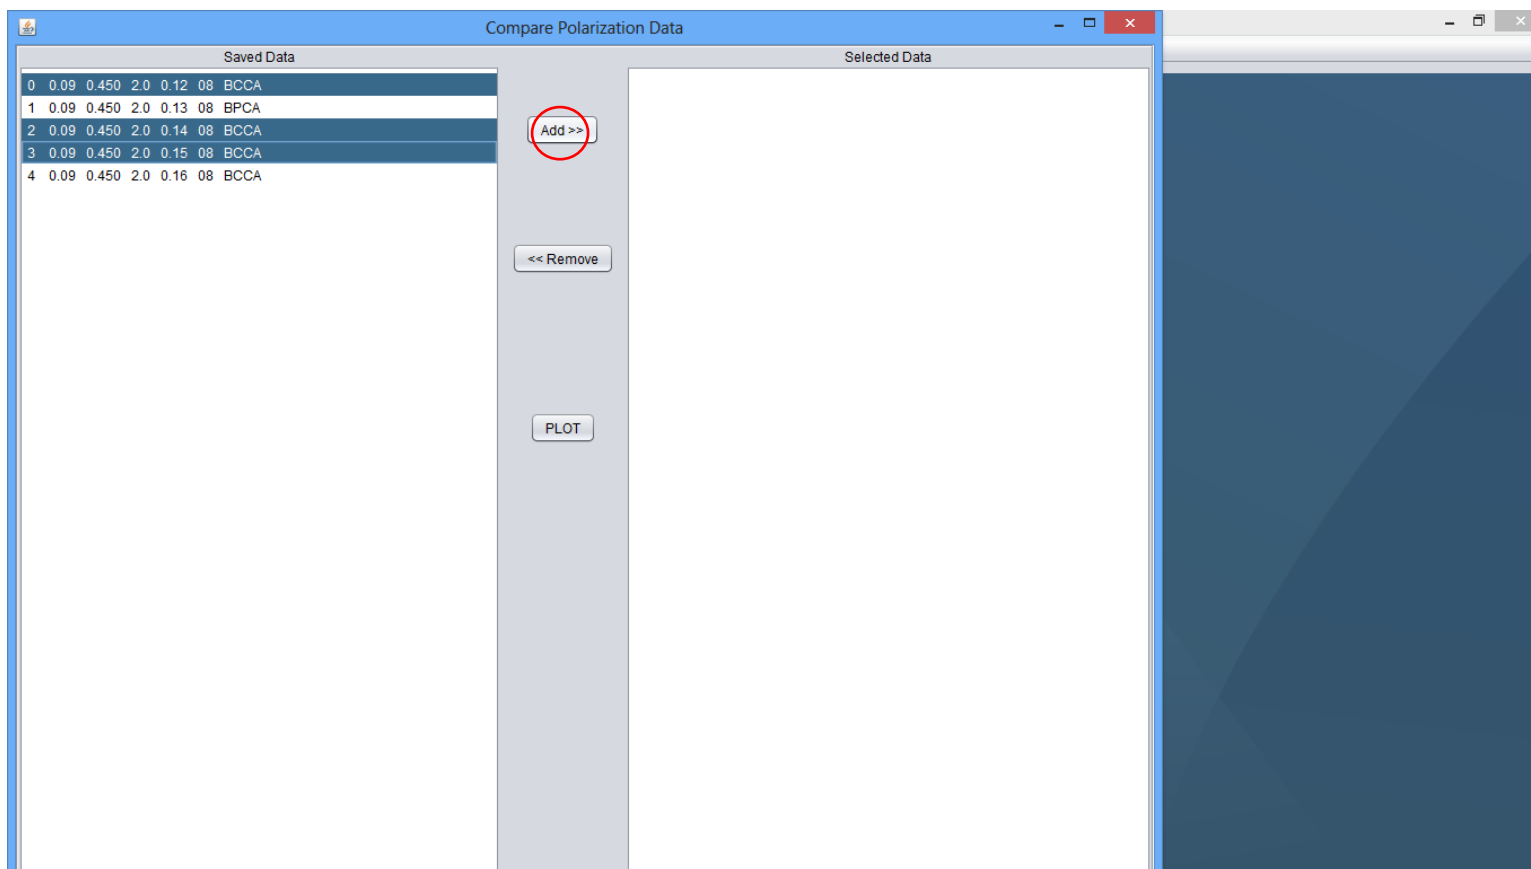 Compare Polarization Data
Saved Data
Selected Data
0 0.09 0.450 2.0 0.12 08 BCCA
1 0.09 0.450 2.0 0.13 08 BPCA
2 0.09 0.450 2.0 0.14 08 BCCA
3 0.09 0.450 2.0 0.15 08 BCCA
4 0.09 0.450 2.0 0.16 08 BCCA
Add >>
<< Remove
PLOT